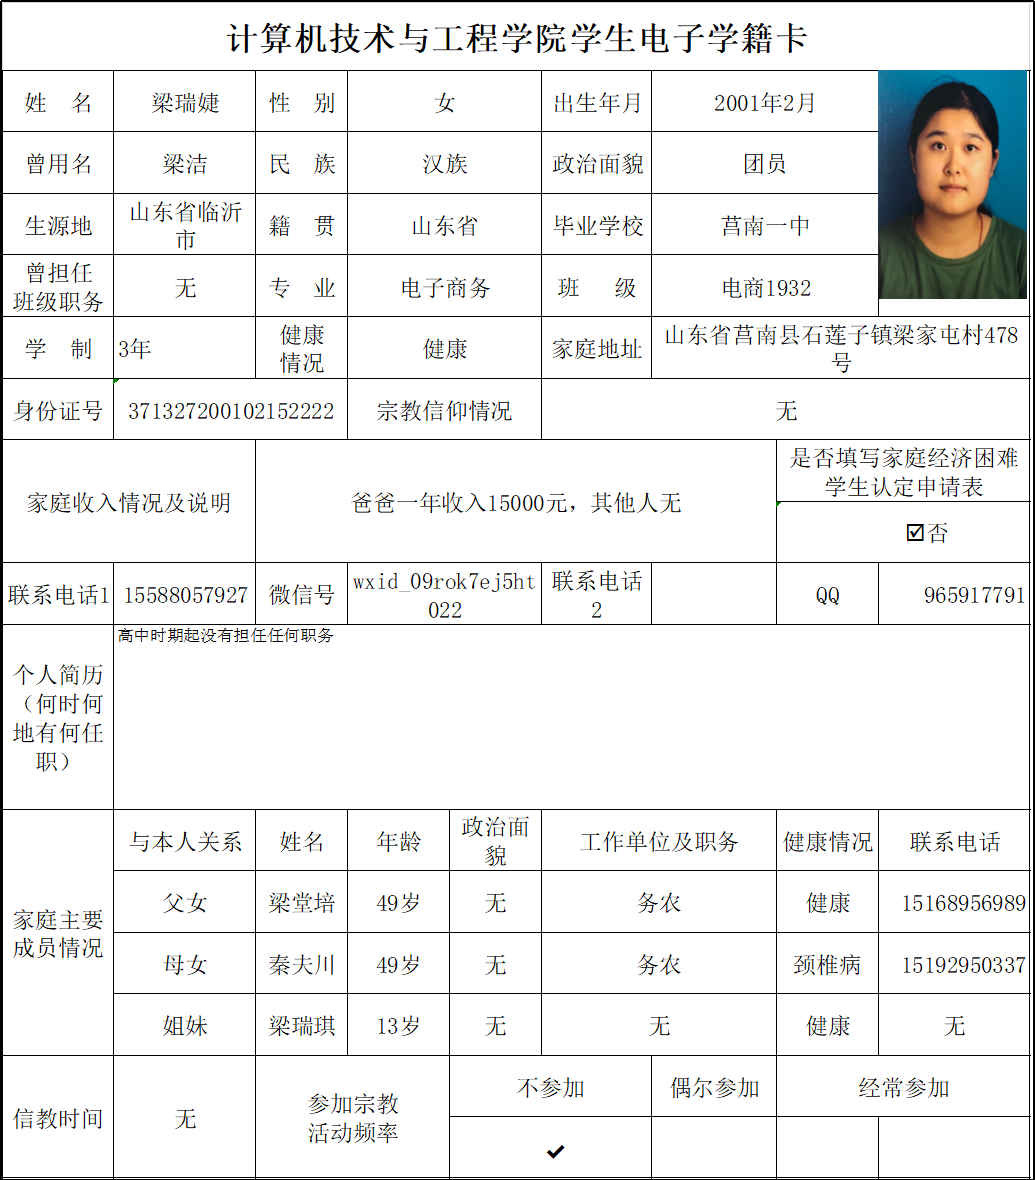 计算机技术与工程学院学生电子学籍卡
姓 名 梁瑞婕 性 别 女 出生年月 2001年2月
曾用名 梁洁 民 族 汉族 政治面貌 团员
生源地 山东省临沂市 籍 贯 山东省 毕业学校 莒南一中
曾担任班级职务 无 专 业 电子商务 班 级 电商1932
学 制 3年 健康情况 健康 家庭地址 山东省莒南县石莲子镇梁家屯村478号
身份证号 371327200102152222 宗教信仰情况 无
家庭收入情况及说明 爸爸一年收入15000元，其他人无 是否填写家庭经济困难学生认定申请表
☑否
联系电话1 15588057927 微信号 wxid_09rok7ej5ht022 联系电话2 QQ 965917791
个人简历（何时何地有何任职） 高中时期起没有担任任何职务
家庭主要成员情况 与本人关系 姓名 年龄 政治面貌 工作单位及职务 健康情况 联系电话
父女 梁堂培 49岁 无 务农 健康 15168956989
母女 秦夫川 49岁 无 务农 颈椎病 15192950337
姐妹 梁瑞琪 13岁 无 无 健康 无
信教时间 无 参加宗教活动频率 不参加 偶尔参加 经常参加
✔